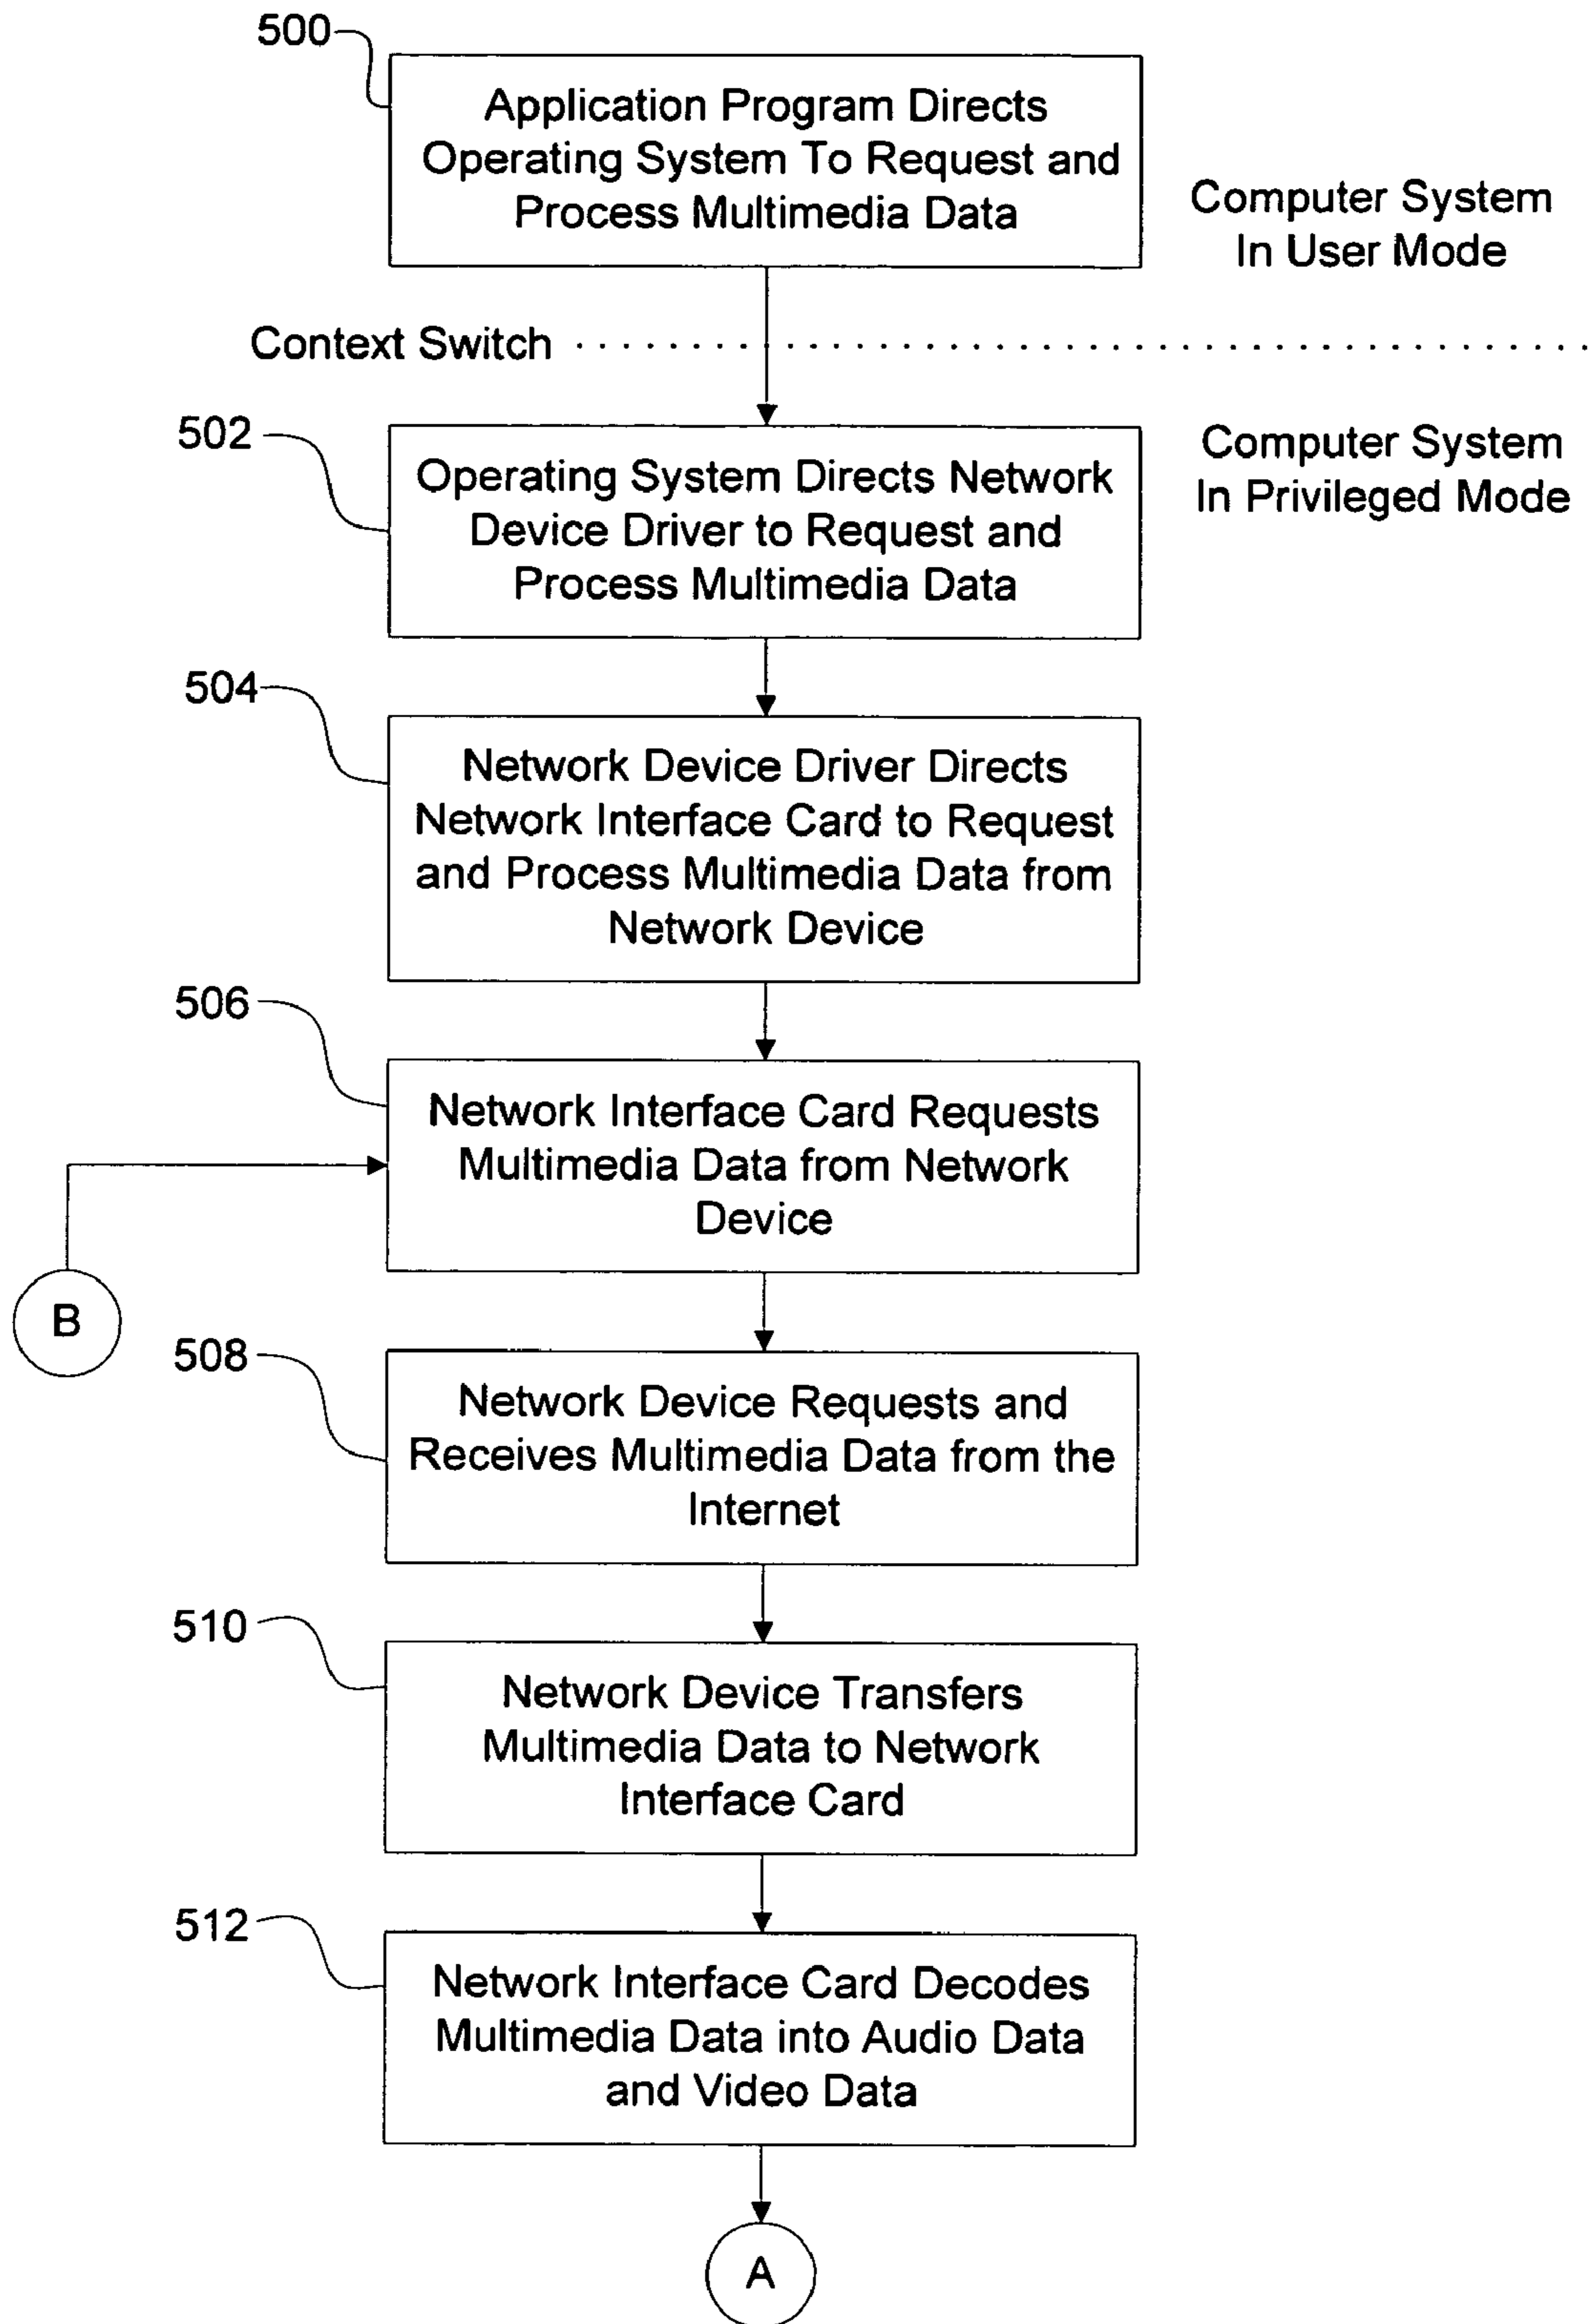 500
Application Program Directs
Operating System To Request and
Process Multimedia Data
Computer System
In User Mode
Context Switch
502
Operating System Directs Network
Device Driver to Request and
Process Multimedia Data
Computer System
In Privileged Mode
504
Network Device Driver Directs
Network Interface Card to Request
and Process Multimedia Data from
Network Device
506
Network Interface Card Requests
Multimedia Data from Network
Device
B
508
Network Device Requests and
Receives Multimedia Data from the
Internet
510
Network Device Transfers
Multimedia Data to Network
Interface Card
512
Network Interface Card Decodes
Multimedia Data into Audio Data
and Video Data
A